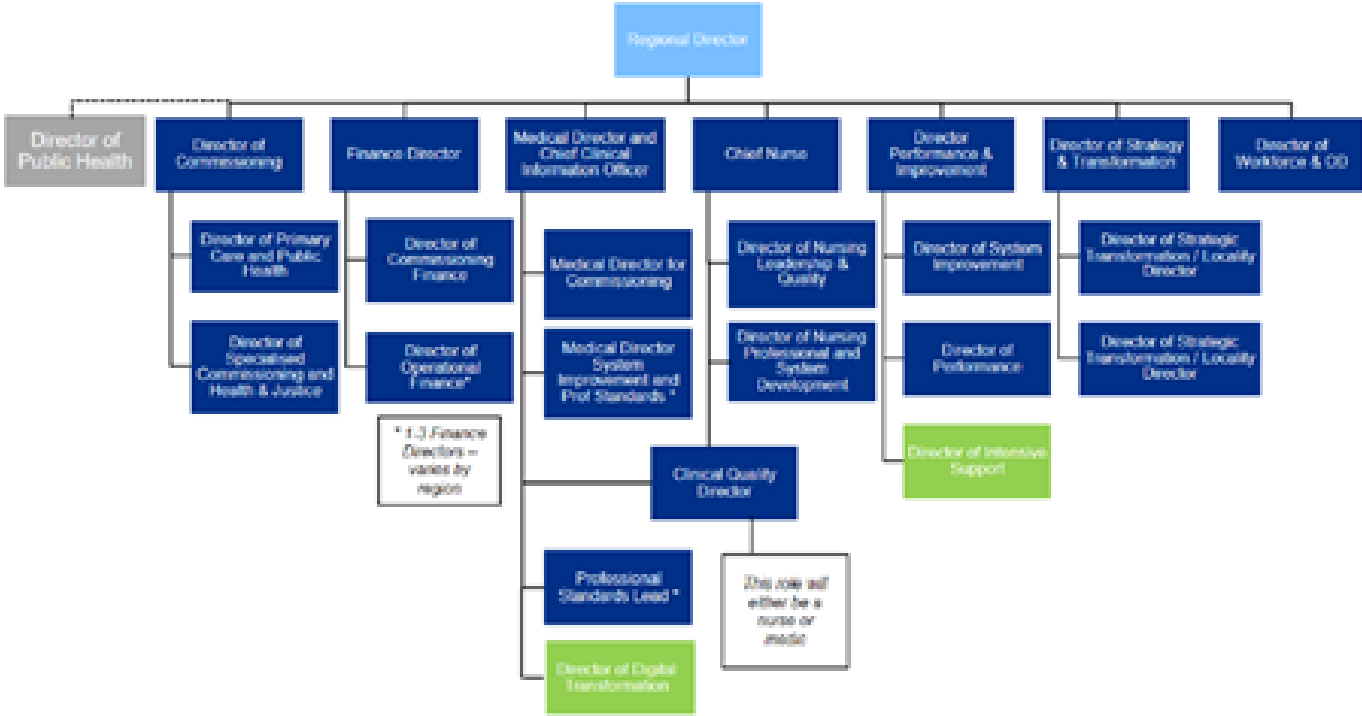 Regional Director
Director of
Public Health
Director of
Commissioning
Finance Director
Medical Director and
Chief Clinical
Information Officer
Chief Nurse
Director
Performance &
Improvement
Director of Strategy
& Transformation
Director of
Workforce & OD
Director of Primary
Care and Public
Health
Director of
Commissioning
Finance
Medical Director for
Commissioning
Director of Nursing
Leadership &
Quality
Director of System
Improvement
Director of Strategic
Transformation / Locality
Director
Director of
Specialised
Commissioning and
Health & Justice
Director of
Operational
Finance*
Medical Director
System
Improvement and
Prof Standards *
Director of Nursing
Professional and
System
Development
Director of
Performance
Director of Strategic
Transformation / Locality
Director
* 1-3 Finance
Directors –
varies by
region
Clinical Quality
Director
Director of Intensive
Support
Professional
Standards Lead *
This role will
either be a
nurse or
medic
Director of Digital
Transformation